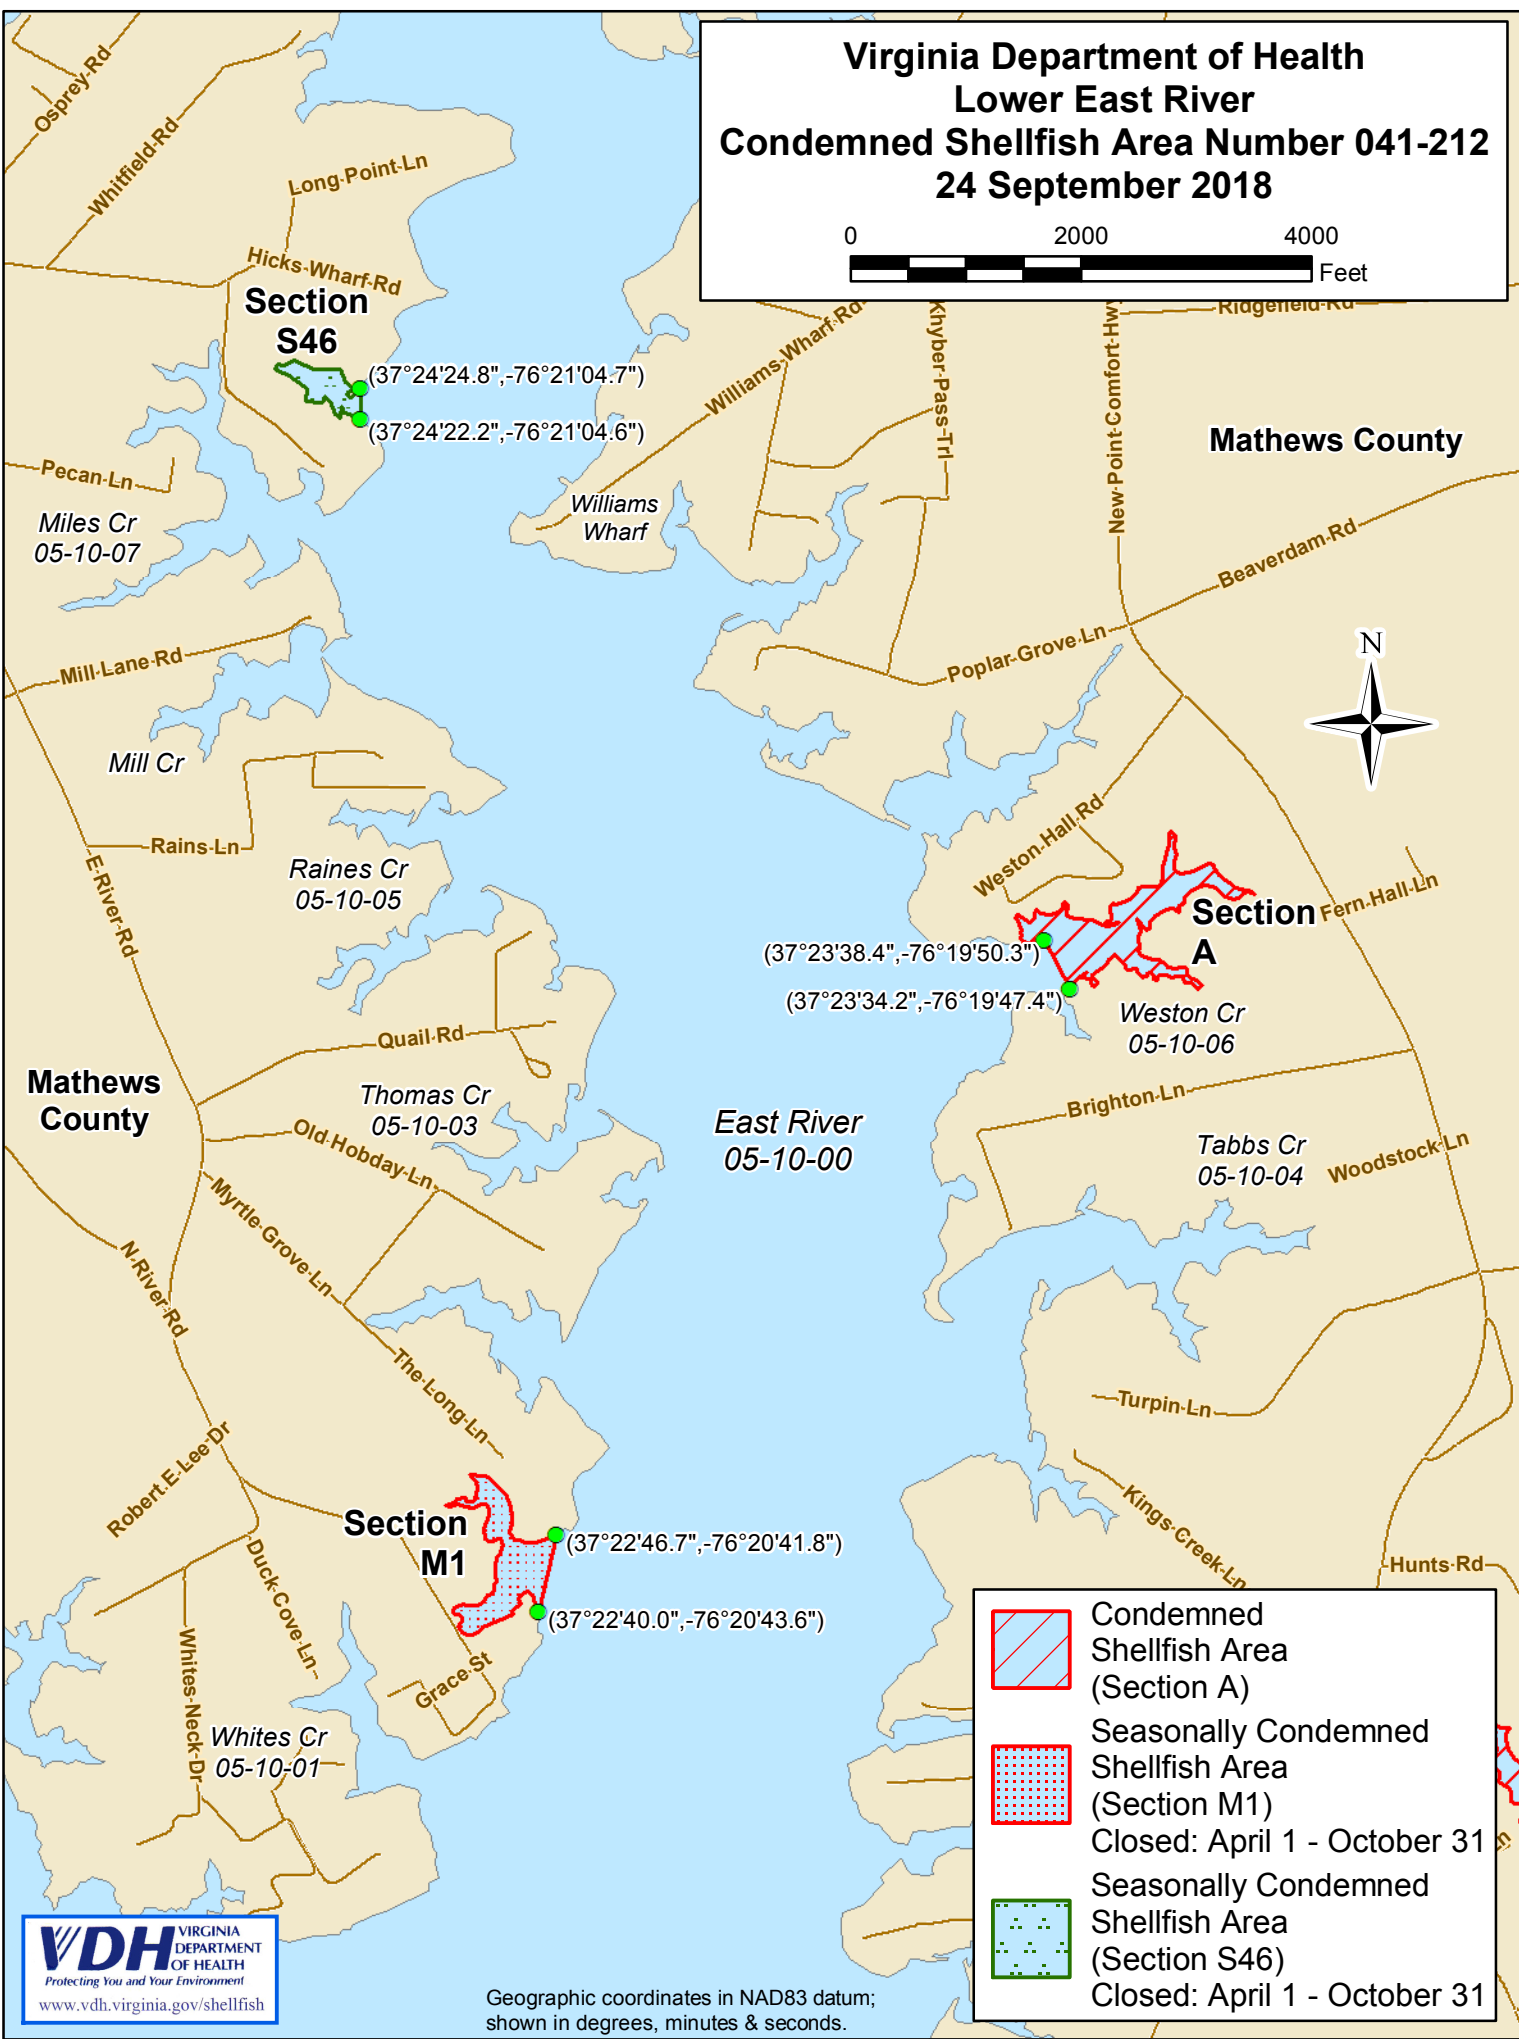 Virginia Department of Health
Lower East River
Condemned Shellfish Area Number 041-212
24 September 2018
0 2000 4000
Feet
Osprey Rd
Whitfield Rd
Long Point Ln
Hicks Wharf Rd
Section
S46
(37°24'24.8",-76°21'04.7")
(37°24'22.2",-76°21'04.6")
Williams Wharf Rd
Khyber Pass Trl
New Point Comfort Hwy
Ridgefield Rd
Mathews County
Pecan Ln
Miles Cr
05-10-07
Williams
Wharf
Beaverdam Rd
Mill Lane Rd
Poplar Grove Ln
N
Mill Cr
Rains Ln
E River Rd
Raines Cr
05-10-05
Weston Hall Rd
Section
A
Fern Hall Ln
(37°23'38.4",-76°19'50.3")
(37°23'34.2",-76°19'47.4")
Weston Cr
05-10-06
Quail Rd
Mathews
County
Thomas Cr
05-10-03
Old Hobday Ln
East River
05-10-00
Brighton Ln
Tabbs Cr
05-10-04
Woodstock Ln
Myrtle Grove Ln
N River Rd
The Long Ln
Turpin Ln
Robert E Lee Dr
Section
M1
(37°22'46.7",-76°20'41.8")
(37°22'40.0",-76°20'43.6")
Kings Creek Ln
Hunts Rd
Duck Cove Ln
Whites Neck Dr
Grace St
Whites Cr
05-10-01
Condemned
Shellfish Area
(Section A)
Seasonally Condemned
Shellfish Area
(Section M1)
Closed: April 1 - October 31
Seasonally Condemned
Shellfish Area
(Section S46)
Closed: April 1 - October 31
VDH VIRGINIA
DEPARTMENT
OF HEALTH
Protecting You and Your Environment
www.vdh.virginia.gov/shellfish
Geographic coordinates in NAD83 datum;
shown in degrees, minutes & seconds.